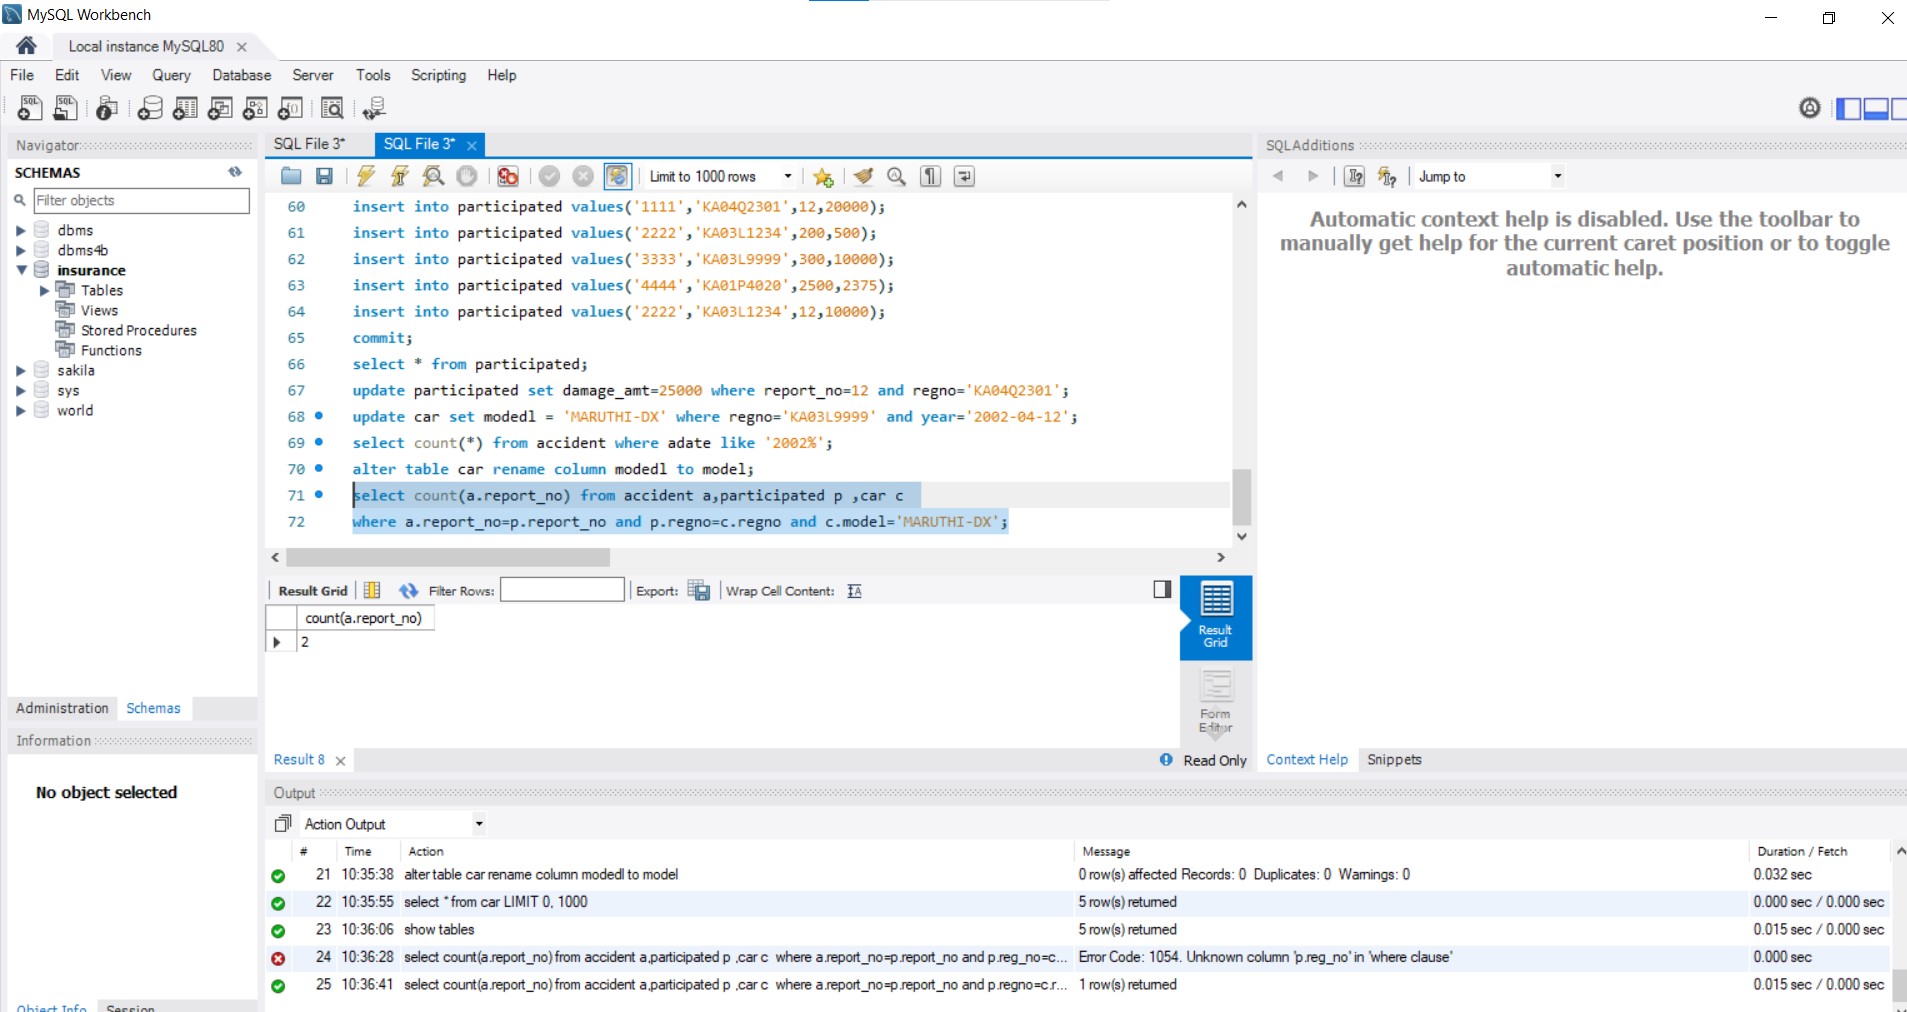 MySQL Workbench
Local instance MySQL80
File Edit View Query Database Server Tools Scripting Help
Navigator
SCHEMAS
Filter objects
dbms
dbms4b
insurance
Tables
Views
Stored Procedures
Functions
sakila
sys
world
Administration Schemas
Information
No object selected
Object Info Session
SQL File 3* SQL File 3*
Limit to 1000 rows
60 insert into participated values('1111','KA04Q2301',12,20000);
61 insert into participated values('2222','KA03L1234',200,500);
62 insert into participated values('3333','KA03L9999',300,10000);
63 insert into participated values('4444','KA01P4020',2500,2375);
64 insert into participated values('2222','KA03L1234',12,10000);
65 commit;
66 select * from participated;
67 update participated set damage_amt=25000 where report_no=12 and regno='KA04Q2301';
68 update car set modedl = 'MARUTHI-DX' where regno='KA03L9999' and year='2002-04-12';
69 select count(*) from accident where adate like '2002%';
70 alter table car rename column modedl to model;
71 select count(a.report_no) from accident a,participated p ,car c
72 where a.report_no=p.report_no and p.regno=c.regno and c.model='MARUTHI-DX';
Result Grid Filter Rows: Export: Wrap Cell Content:
count(a.report_no)
2
Result Grid
Form Editor
Result 8
Read Only
SQLAdditions
Jump to
Automatic context help is disabled. Use the toolbar to
manually get help for the current caret position or to toggle
automatic help.
Context Help Snippets
Output
Action Output
# Time Action Message Duration / Fetch
21 10:35:38 alter table car rename column modedl to model 0 row(s) affected Records: 0 Duplicates: 0 Warnings: 0 0.032 sec
22 10:35:55 select * from car LIMIT 0, 1000 5 row(s) returned 0.000 sec / 0.000 sec
23 10:36:06 show tables 5 row(s) returned 0.015 sec / 0.000 sec
24 10:36:28 select count(a.report_no) from accident a,participated p ,car c where a.report_no=p.report_no and p.reg_no=c... Error Code: 1054. Unknown column 'p.reg_no' in 'where clause' 0.000 sec
25 10:36:41 select count(a.report_no) from accident a,participated p ,car c where a.report_no=p.report_no and p.regno=c.r... 1 row(s) returned 0.015 sec / 0.000 sec